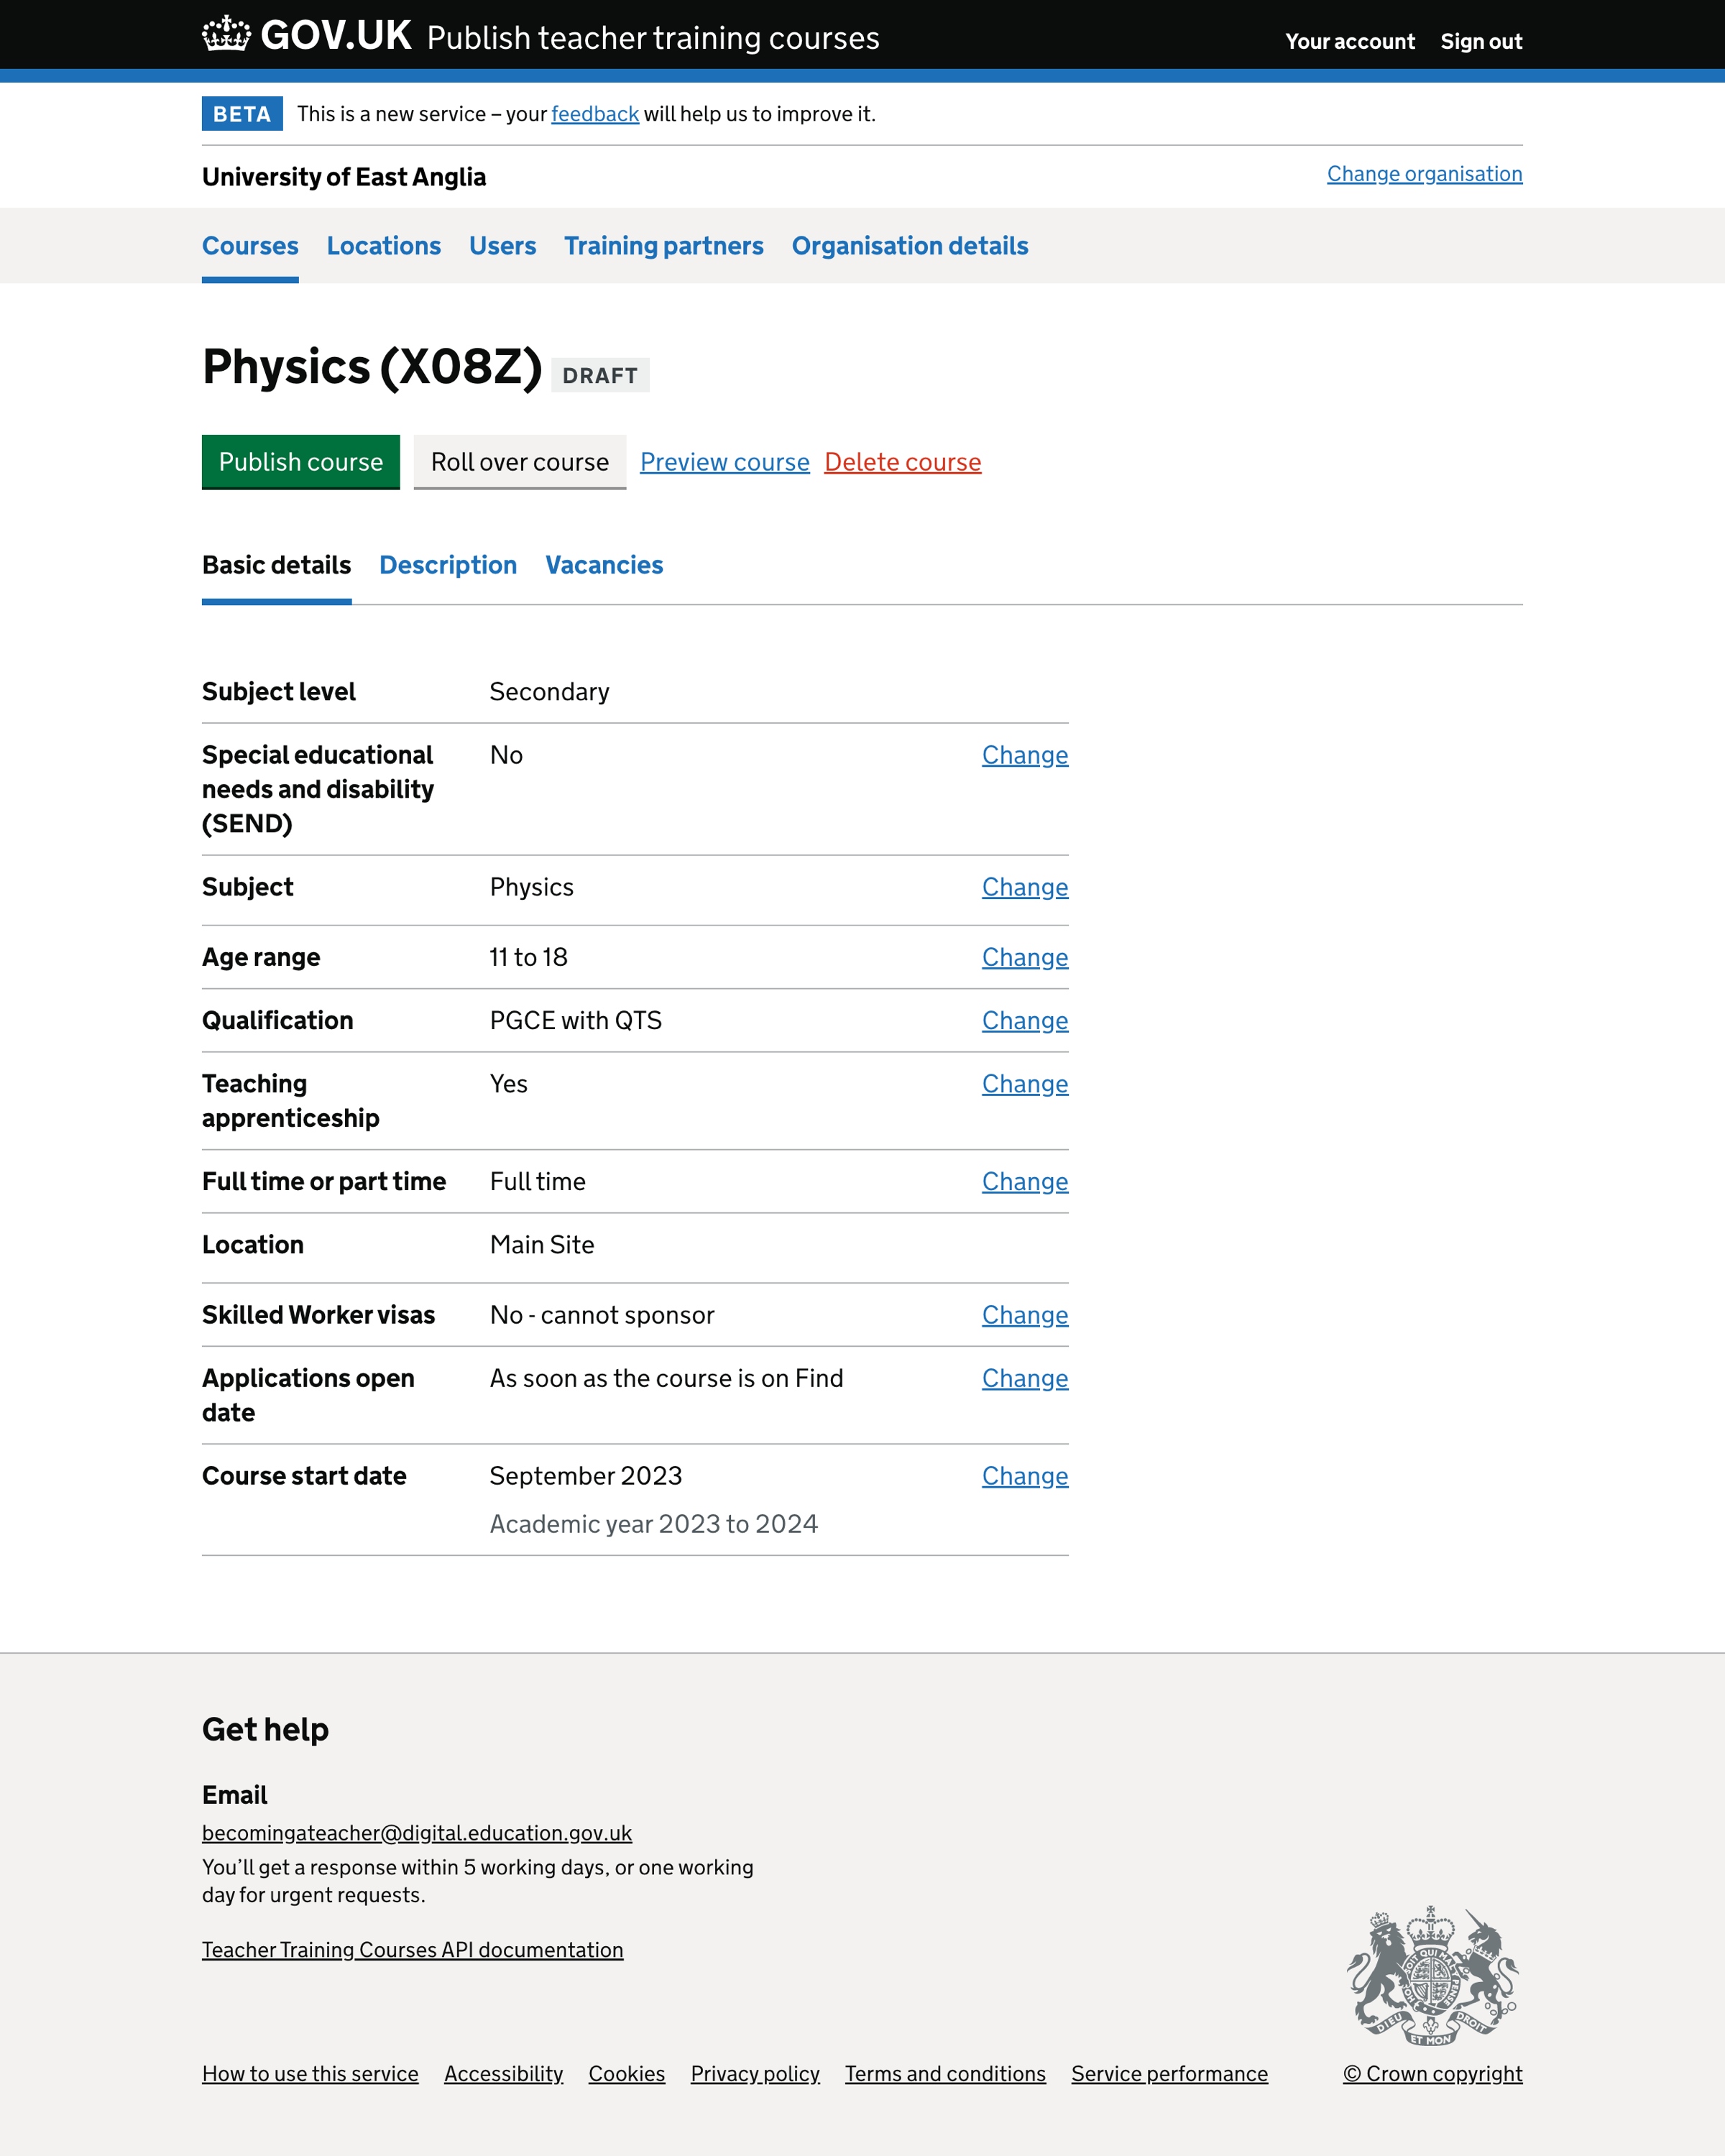 GOV.UK Publish teacher training courses
Your account Sign out
BETA This is a new service – your feedback will help us to improve it.
University of East Anglia
Change organisation
Courses Locations Users Training partners Organisation details
Physics (X08Z) DRAFT
Publish course Roll over course Preview course Delete course
Basic details Description Vacancies
Subject level Secondary
Special educational No Change
needs and disability
(SEND)
Subject Physics Change
Age range 11 to 18 Change
Qualification PGCE with QTS Change
Teaching Yes Change
apprenticeship
Full time or part time Full time Change
Location Main Site
Skilled Worker visas No - cannot sponsor Change
Applications open As soon as the course is on Find Change
date
Course start date September 2023 Change
Academic year 2023 to 2024
Get help
Email
becomingateacher@digital.education.gov.uk
You’ll get a response within 5 working days, or one working
day for urgent requests.
Teacher Training Courses API documentation
DIEU ET MON DROIT
How to use this service Accessibility Cookies Privacy policy Terms and conditions Service performance
© Crown copyright